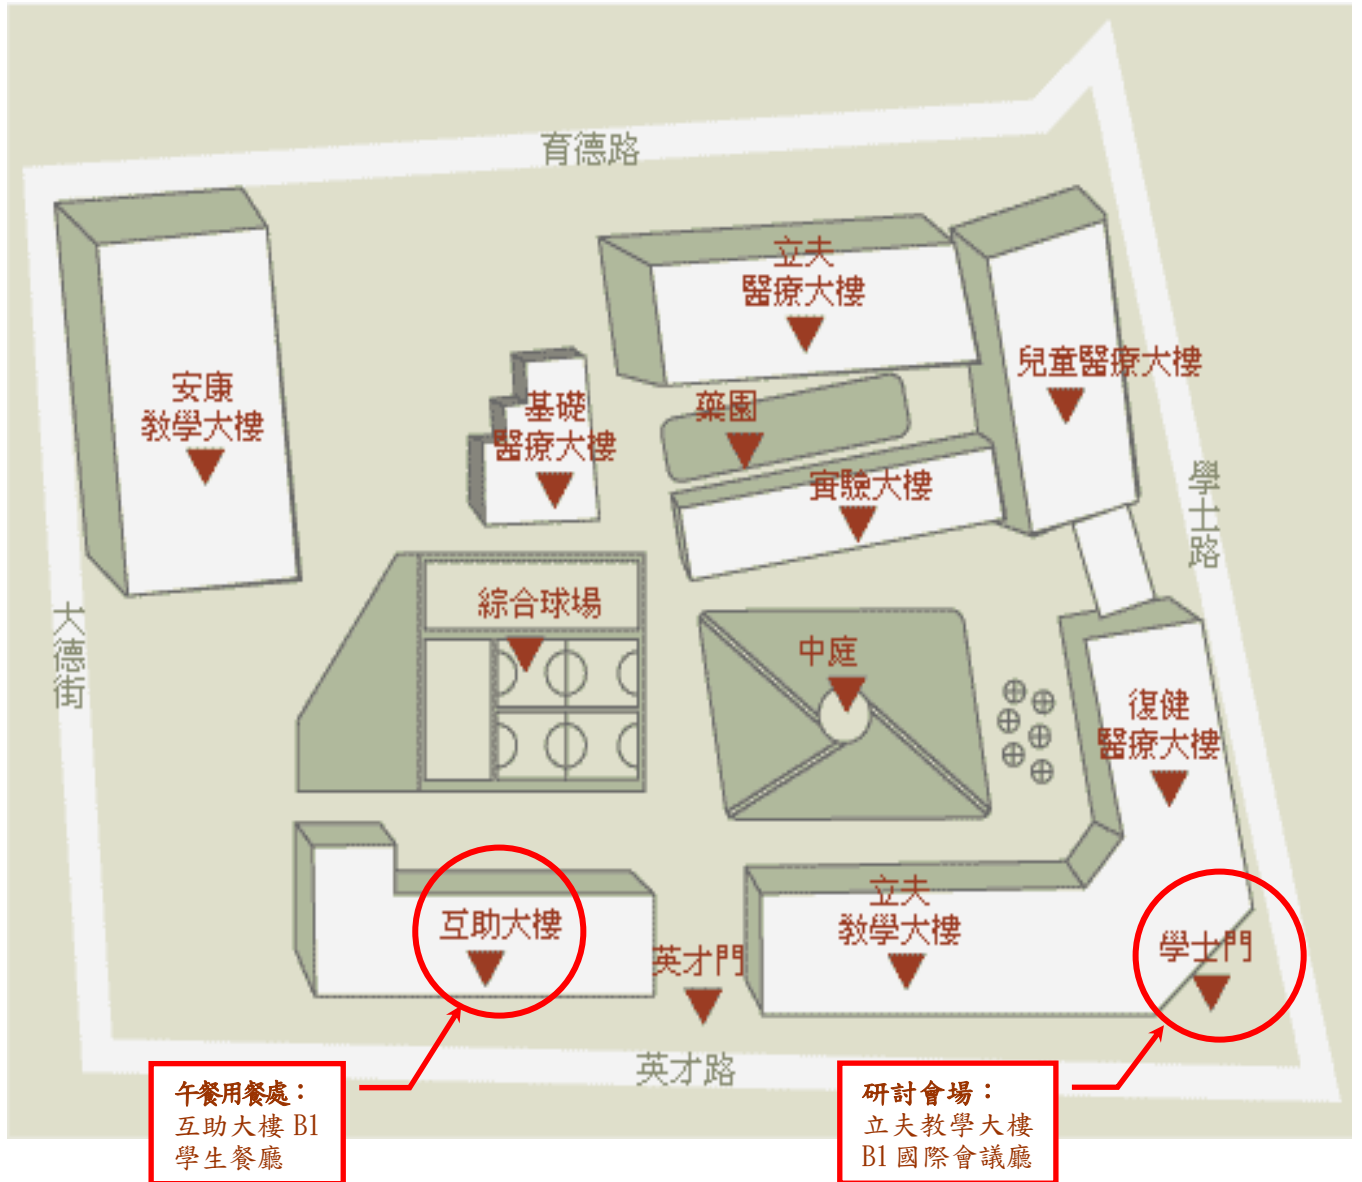 育德路
立夫
醫療大樓
兒童醫療大樓
安康
教學大樓
基礎
醫療大樓
藥園
實驗大樓
學士路
綜合球場
大德街
中庭
復健
醫療大樓
互助大樓
立夫
教學大樓
英才門
學士門
英才路
午餐用餐處：
互助大樓 B1
學生餐廳
研討會場：
立夫教學大樓
B1 國際會議廳